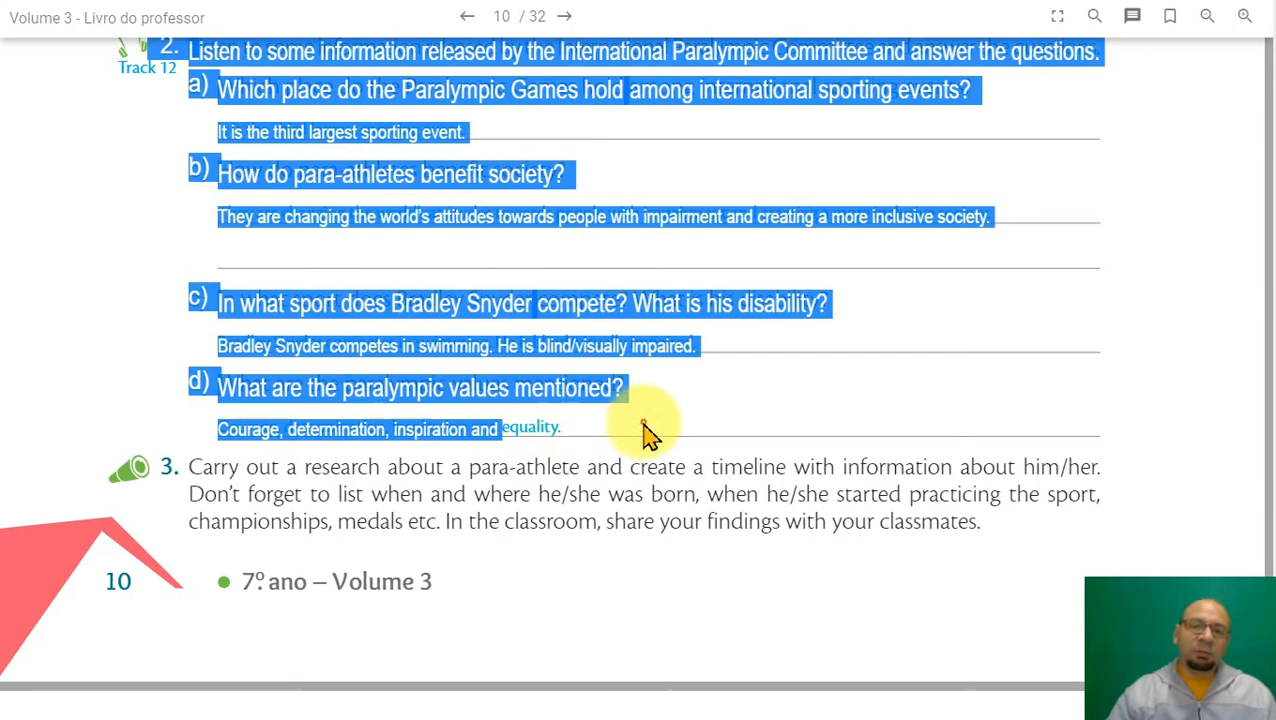 Volume 3 - Livro do professor
10 / 32
2. Listen to some information released by the International Paralympic Committee and answer the questions.
Track 12
a) Which place do the Paralympic Games hold among international sporting events?
It is the third largest sporting event.
b) How do para-athletes benefit society?
They are changing the world's attitudes towards people with impairment and creating a more inclusive society.
c) In what sport does Bradley Snyder compete? What is his disability?
Bradley Snyder competes in swimming. He is blind/visually impaired.
d) What are the paralympic values mentioned?
Courage, determination, inspiration and equality.
3. Carry out a research about a para-athlete and create a timeline with information about him/her.
Don't forget to list when and where he/she was born, when he/she started practicing the sport,
championships, medals etc. In the classroom, share your findings with your classmates.
10 ● 7º. ano – Volume 3